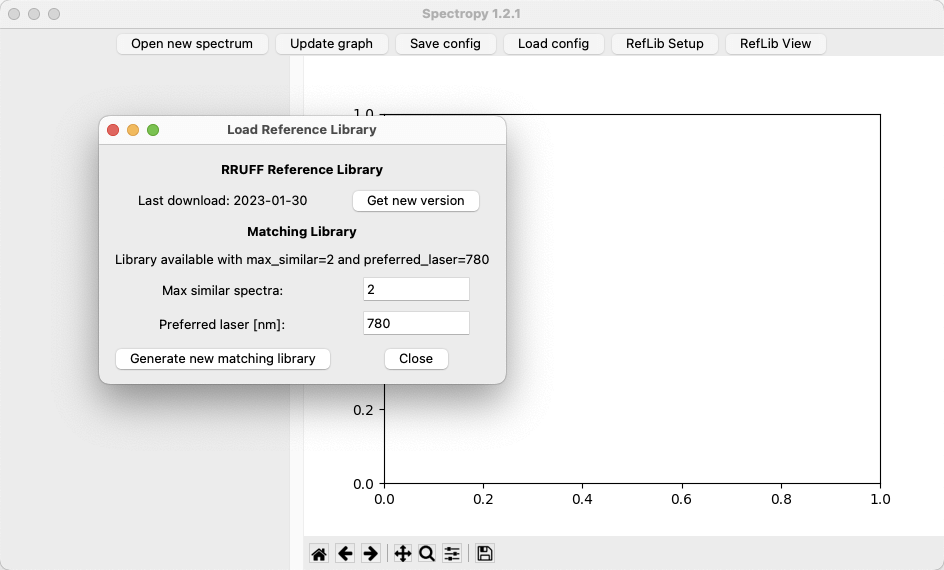 Spectropy 1.2.1
Open new spectrum Update graph Save config Load config RefLib Setup RefLib View
1.0
Load Reference Library
RRUFF Reference Library
Last download: 2023-01-30 Get new version
Matching Library
Library available with max_similar=2 and preferred_laser=780
Max similar spectra: 2
Preferred laser [nm]: 780
Generate new matching library Close
0.2
0.0
0.0 0.2 0.4 0.6 0.8 1.0